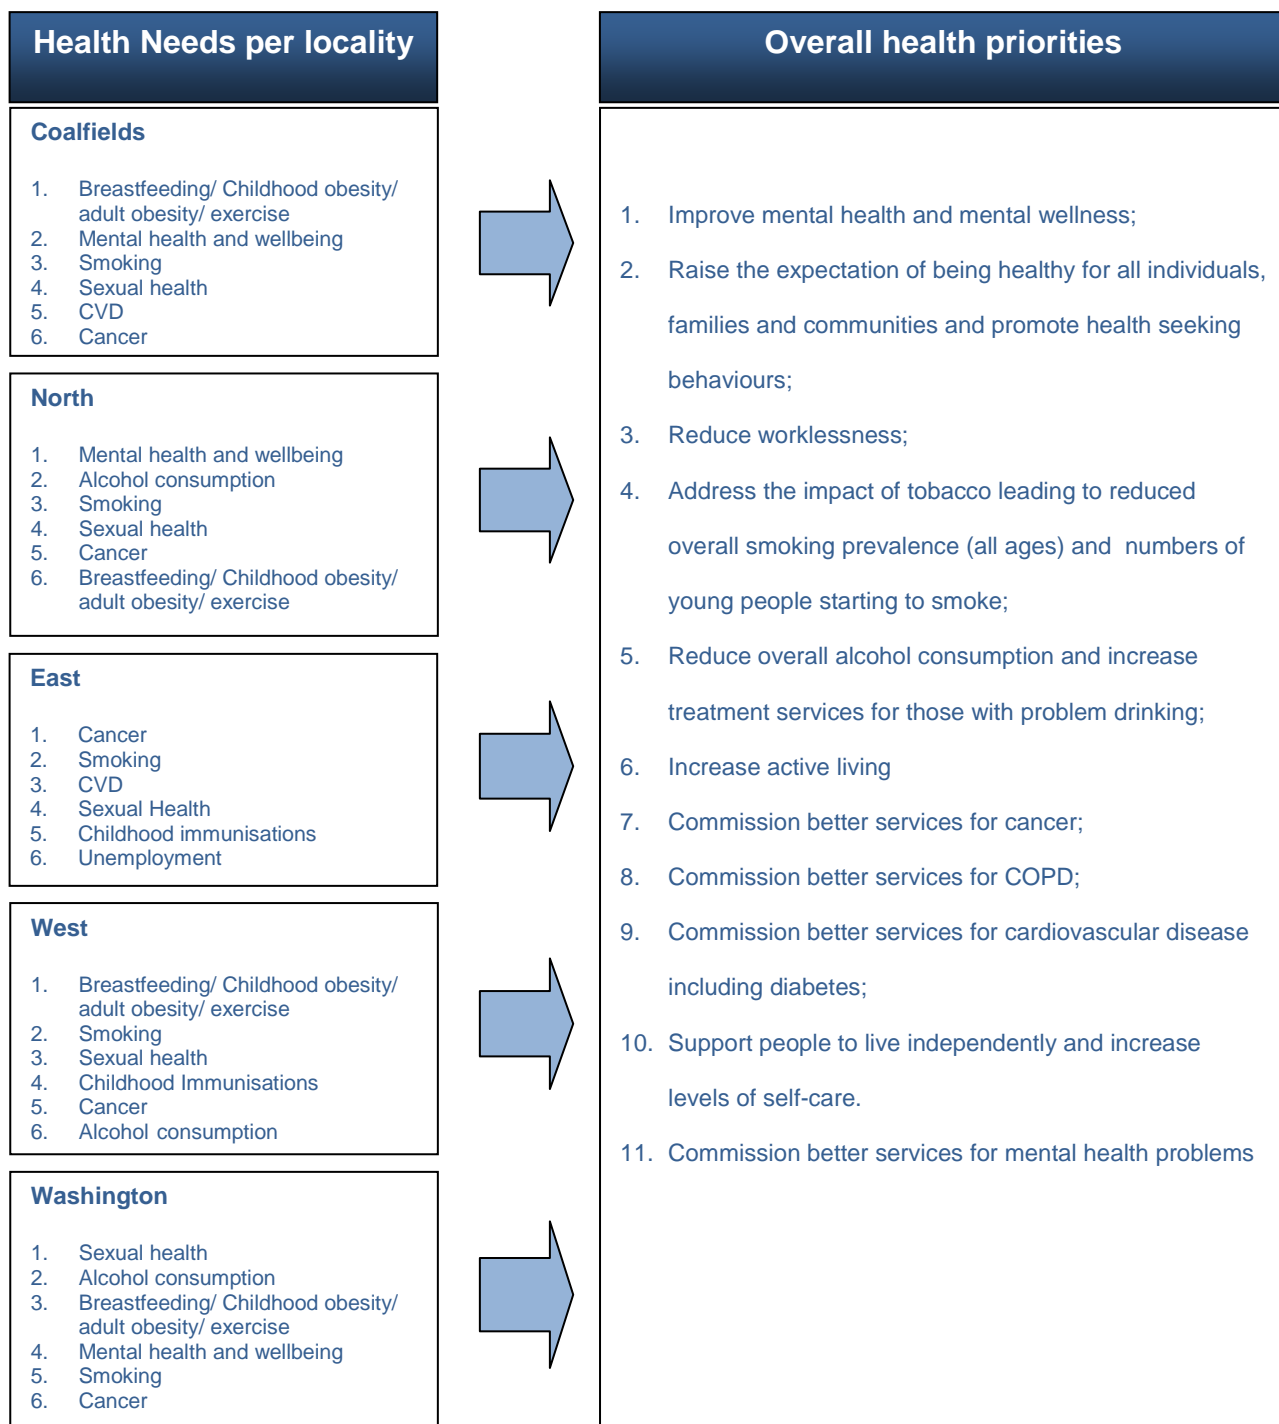 Health Needs per locality
Coalfields
1. Breastfeeding/ Childhood obesity/
adult obesity/ exercise
2. Mental health and wellbeing
3. Smoking
4. Sexual health
5. CVD
6. Cancer
North
1. Mental health and wellbeing
2. Alcohol consumption
3. Smoking
4. Sexual health
5. Cancer
6. Breastfeeding/ Childhood obesity/
adult obesity/ exercise
East
1. Cancer
2. Smoking
3. CVD
4. Sexual Health
5. Childhood immunisations
6. Unemployment
West
1. Breastfeeding/ Childhood obesity/
adult obesity/ exercise
2. Smoking
3. Sexual health
4. Childhood Immunisations
5. Cancer
6. Alcohol consumption
Washington
1. Sexual health
2. Alcohol consumption
3. Breastfeeding/ Childhood obesity/
adult obesity/ exercise
4. Mental health and wellbeing
5. Smoking
6. Cancer
Overall health priorities
1. Improve mental health and mental wellness;
2. Raise the expectation of being healthy for all individuals,
families and communities and promote health seeking
behaviours;
3. Reduce worklessness;
4. Address the impact of tobacco leading to reduced
overall smoking prevalence (all ages) and numbers of
young people starting to smoke;
5. Reduce overall alcohol consumption and increase
treatment services for those with problem drinking;
6. Increase active living
7. Commission better services for cancer;
8. Commission better services for COPD;
9. Commission better services for cardiovascular disease
including diabetes;
10. Support people to live independently and increase
levels of self-care.
11. Commission better services for mental health problems